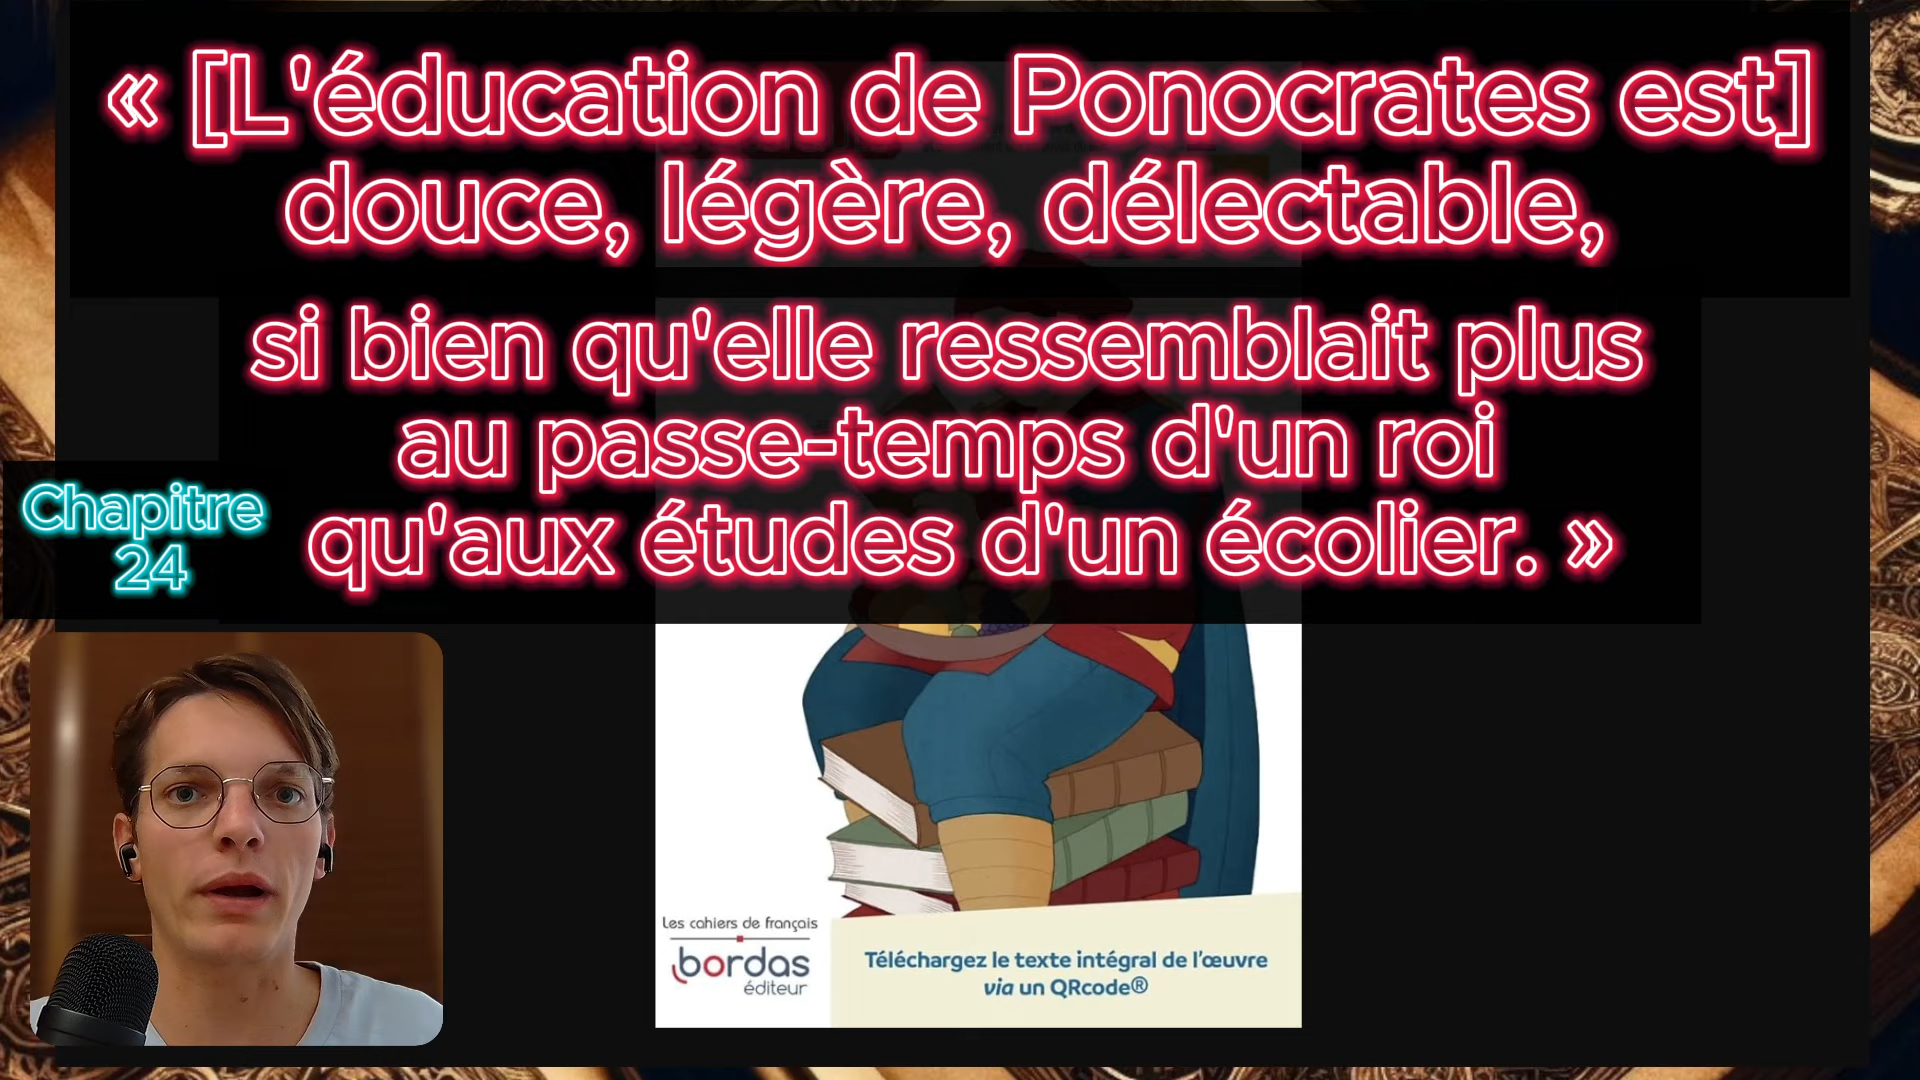 « [L'éducation de Ponocrates est]
douce, légère, délectable,
si bien qu'elle ressemblait plus
au passe-temps d'un roi
qu'aux études d'un écolier. »
Chapitre
24
Les cahiers de français
bordas
éditeur
Téléchargez le texte intégral de l'œuvre
via un QRcode®